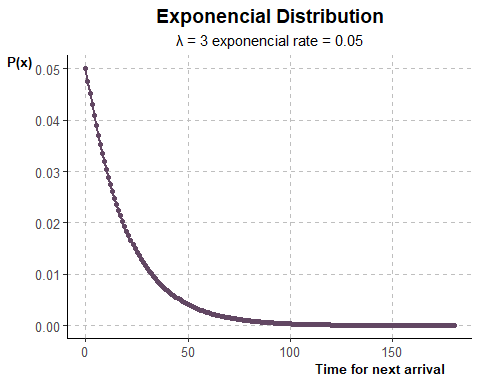 Exponencial Distribution
λ = 3 exponencial rate = 0.05
P(x)
0.05
0.04
0.03
0.02
0.01
0.00
0 50 100 150
Time for next arrival